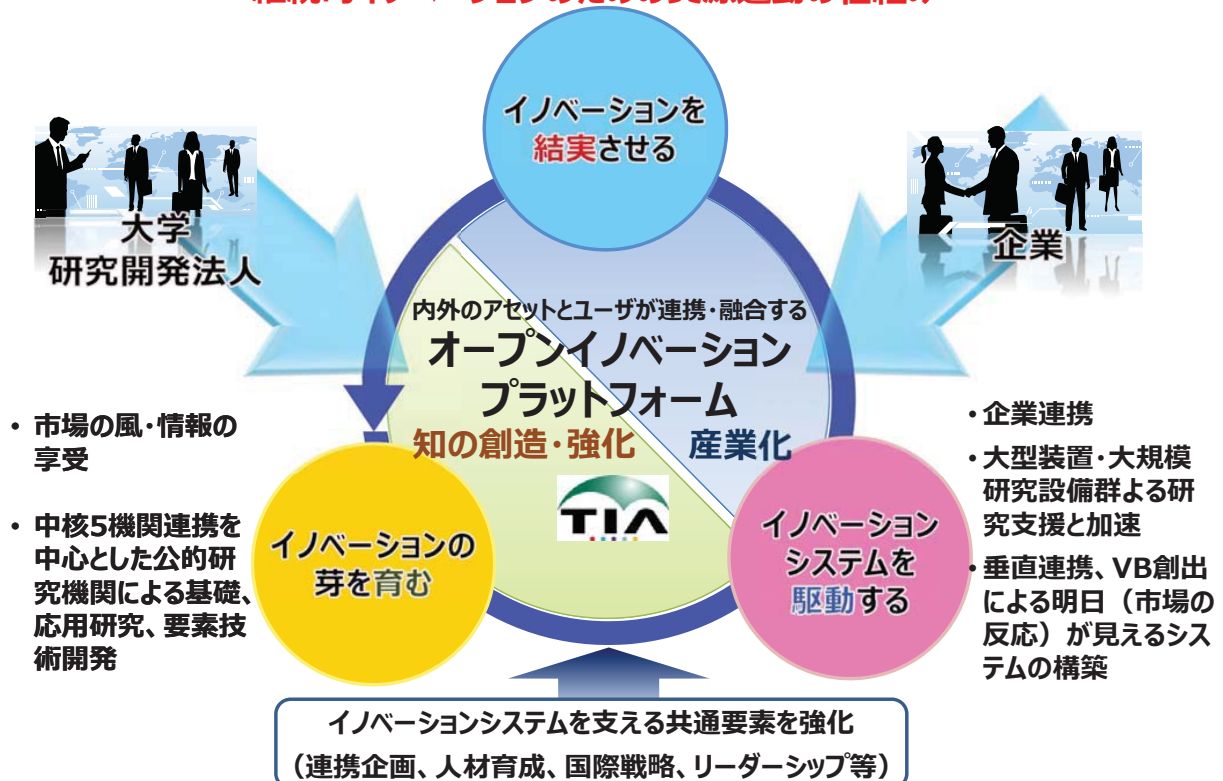 イノベーションを
結実させる
大学
研究開発法人
企業
内外のアセットとユーザが連携・融合する
オープンイノベーション
プラットフォーム
知の創造・強化
産業化
TIA
・市場の風・情報の
享受
・中核5機関連携を
中心とした公的研
究機関による基礎、
応用研究、要素技
術開発
イノベーションの
芽を育む
イノベーション
システムを
駆動する
・企業連携
・大型装置・大規模
研究設備群よる研
究支援と加速
・垂直連携、VB創出
による明日（市場の
反応）が見えるシス
テムの構築
イノベーションシステムを支える共通要素を強化
（連携企画、人材育成、国際戦略、リーダーシップ等）